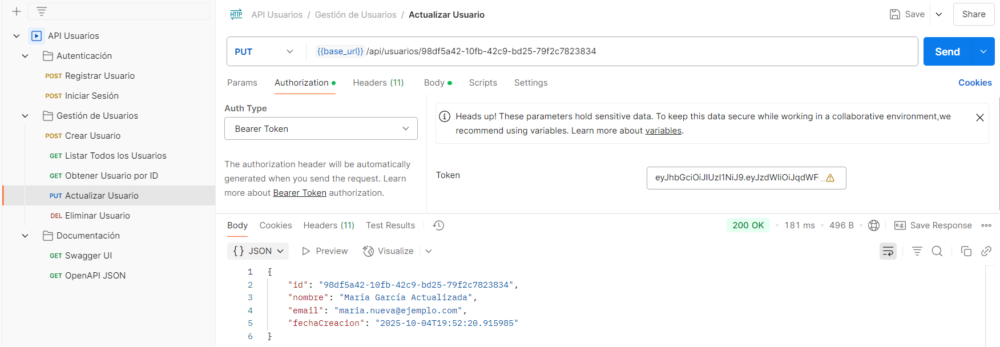 API Usuarios / Gestión de Usuarios / Actualizar Usuario
Save
Share
API Usuarios
Autenticación
POST Registrar Usuario
POST Iniciar Sesión
Gestión de Usuarios
POST Crear Usuario
GET Listar Todos los Usuarios
GET Obtener Usuario por ID
PUT Actualizar Usuario
DEL Eliminar Usuario
Documentación
GET Swagger UI
GET OpenAPI JSON
PUT
{{base_url}}/api/usuarios/98df5a42-10fb-42c9-bd25-79f2c7823834
Send
Params Authorization Headers (11) Body Scripts Settings Cookies
Auth Type
Bearer Token
The authorization header will be automatically
generated when you send the request. Learn
more about Bearer Token authorization.
Heads up! These parameters hold sensitive data. To keep this data secure while working in a collaborative environment,we
recommend using variables. Learn more about variables.
Token
eyJhbGciOiJIUzI1NiJ9.eyJzdWIiOiJqdWF
Body Cookies Headers (11) Test Results
200 OK • 181 ms • 496 B
e.g. Save Response
{} JSON Preview Visualize
1 {
2 "id": "98df5a42-10fb-42c9-bd25-79f2c7823834",
3 "nombre": "María García Actualizada",
4 "email": "maria.nueva@ejemplo.com",
5 "fechaCreacion": "2025-10-04T19:52:20.915985"
6 }